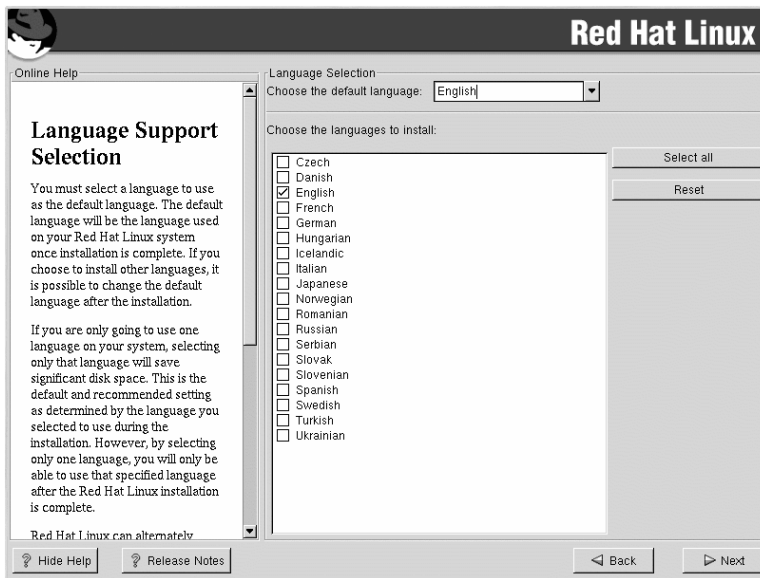 Red Hat Linux
Online Help
Language Support
Selection
You must select a language to use
as the default language. The default
language will be the language used
on your Red Hat Linux system
once installation is complete. If you
choose to install other languages, it
is possible to change the default
language after the installation.
If you are only going to use one
language on your system, selecting
only that language will save
significant disk space. This is the
default and recommended setting
as determined by the language you
selected to use during the
installation. However, by selecting
only one language, you will only be
able to use that specified language
after the Red Hat Linux installation
is complete.
Red Hat Linux can alternately
Language Selection
Choose the default language: English
Choose the languages to install:
Czech
Danish
English
French
German
Hungarian
Icelandic
Italian
Japanese
Norwegian
Romanian
Russian
Serbian
Slovak
Slovenian
Spanish
Swedish
Turkish
Ukrainian
Select all
Reset
Hide Help
Release Notes
Back
Next